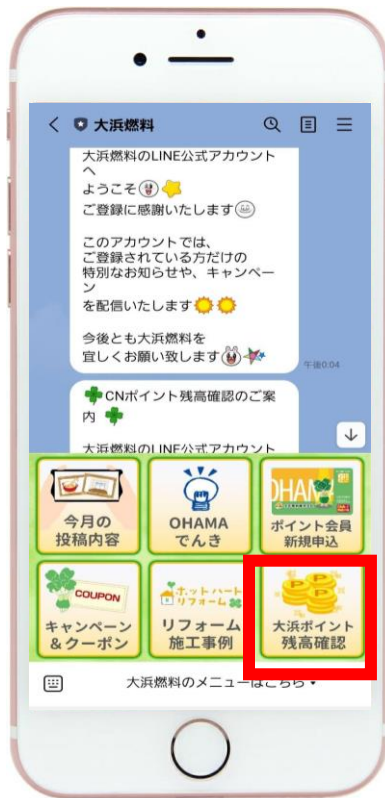 大浜燃料
大浜燃料のLINE公式アカウント
へ
ようこそ
ご登録に感謝いたします
このアカウントでは、
ご登録されている方だけの
特別なお知らせや、キャンペー
ン
を配信いたします
今後とも大浜燃料を
宜しくお願い致します
午後0:04
CNポイント残高確認のご案
内
大浜燃料のLINE公式アカウント
今月の
投稿内容
OHAMA
でんき
OHAN
ポイント会員
新規申込
COUPON
キャンペーン
&クーポン
ホットハート
リフォーム
リフォーム
施工事例
P P
P
大浜ポイント
残高確認
大浜燃料のメニューはこちら